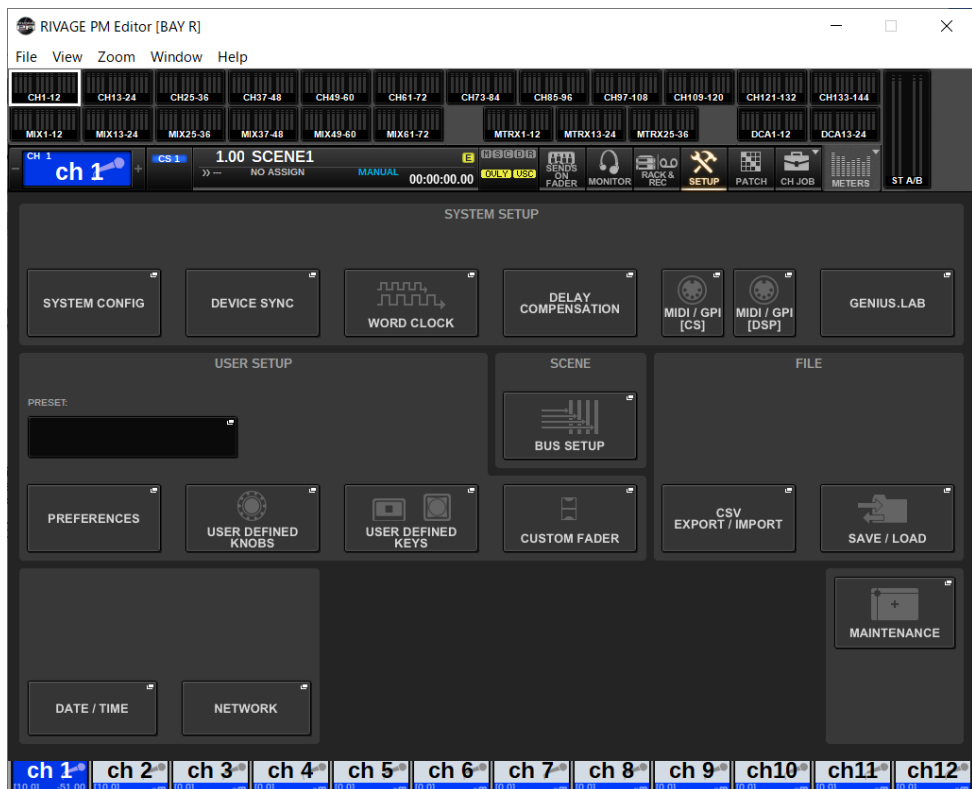 RIVAGE PM Editor [BAY R]
File View Zoom Window Help
CH1-12 CH13-24 CH25-36 CH37-48 CH49-60 CH61-72 CH73-84 CH85-96 CH97-108 CH109-120 CH121-132 CH133-144
MIX1-12 MIX13-24 MIX25-36 MIX37-48 MIX49-60 MIX61-72 MTRX1-12 MTRX13-24 MTRX25-36 DCA1-12 DCA13-24
CH 1
ch 1
CS 1
1.00 SCENE1
NO ASSIGN
MANUAL
E
00:00:00.00
OVLY USC
SENDS
ON
FADER
MONITOR
RACK &
REC
SETUP
PATCH
CH JOB
METERS
ST A/B
SYSTEM SETUP
SYSTEM CONFIG
DEVICE SYNC
WORD CLOCK
DELAY
COMPENSATION
MIDI / GPI
[CS]
MIDI / GPI
[DSP]
GENIUS.LAB
USER SETUP
SCENE
FILE
PRESET:
BUS SETUP
PREFERENCES
USER DEFINED
KNOBS
USER DEFINED
KEYS
CUSTOM FADER
CSV
EXPORT / IMPORT
SAVE / LOAD
MAINTENANCE
DATE / TIME
NETWORK
ch 1 ch 2 ch 3 ch 4 ch 5 ch 6 ch 7 ch 8 ch 9 ch10 ch11 ch12